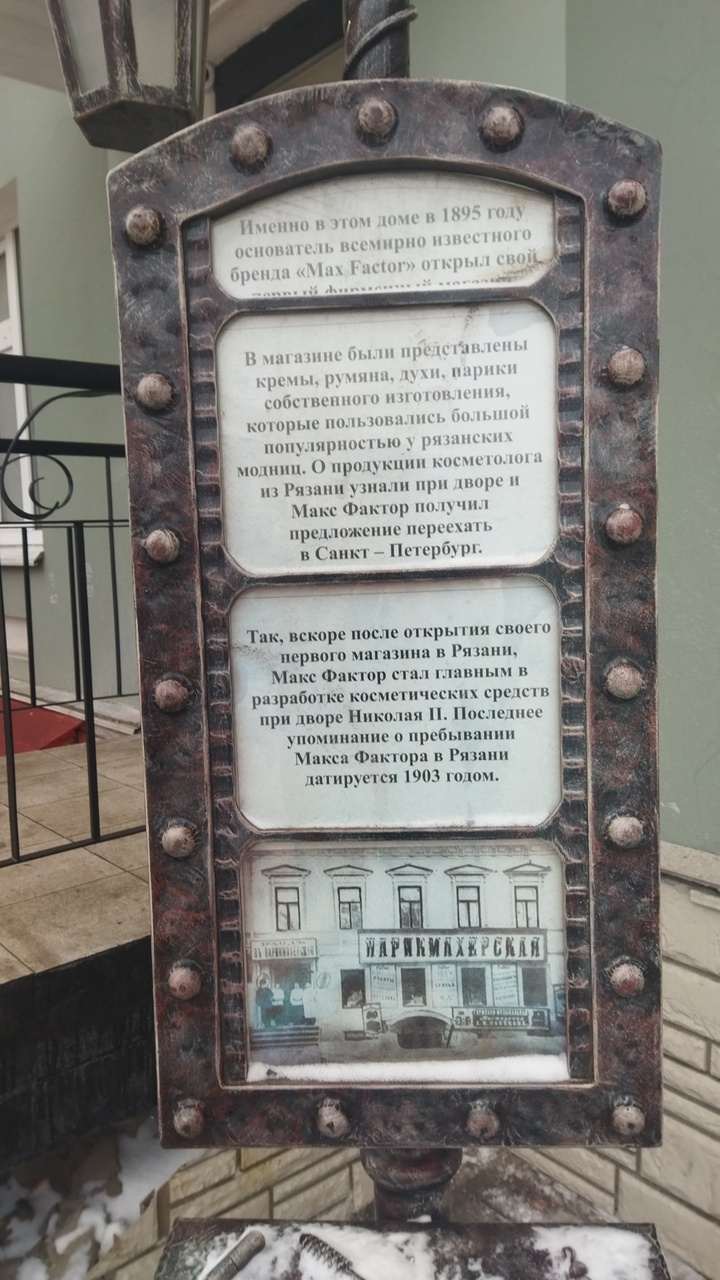 Именно в этом доме в 1895 году
основатель всемирно известного
бренда «Max Factor» открыл свой
первый фирменный магазин
В магазине были представлены
кремы, румяна, духи, парики
собственного изготовления,
которые пользовались большой
популярностью у рязанских
модниц. О продукции косметолога
из Рязани узнали при дворе и
Макс Фактор получил
предложение переехать
в Санкт – Петербург.
Так, вскоре после открытия своего
первого магазина в Рязани,
Макс Фактор стал главным в
разработке косметических средств
при дворе Николая II. Последнее
упоминание о пребывании
Макса Фактора в Рязани
датируется 1903 годом.
ПАРИКМАХЕРСКАЯ